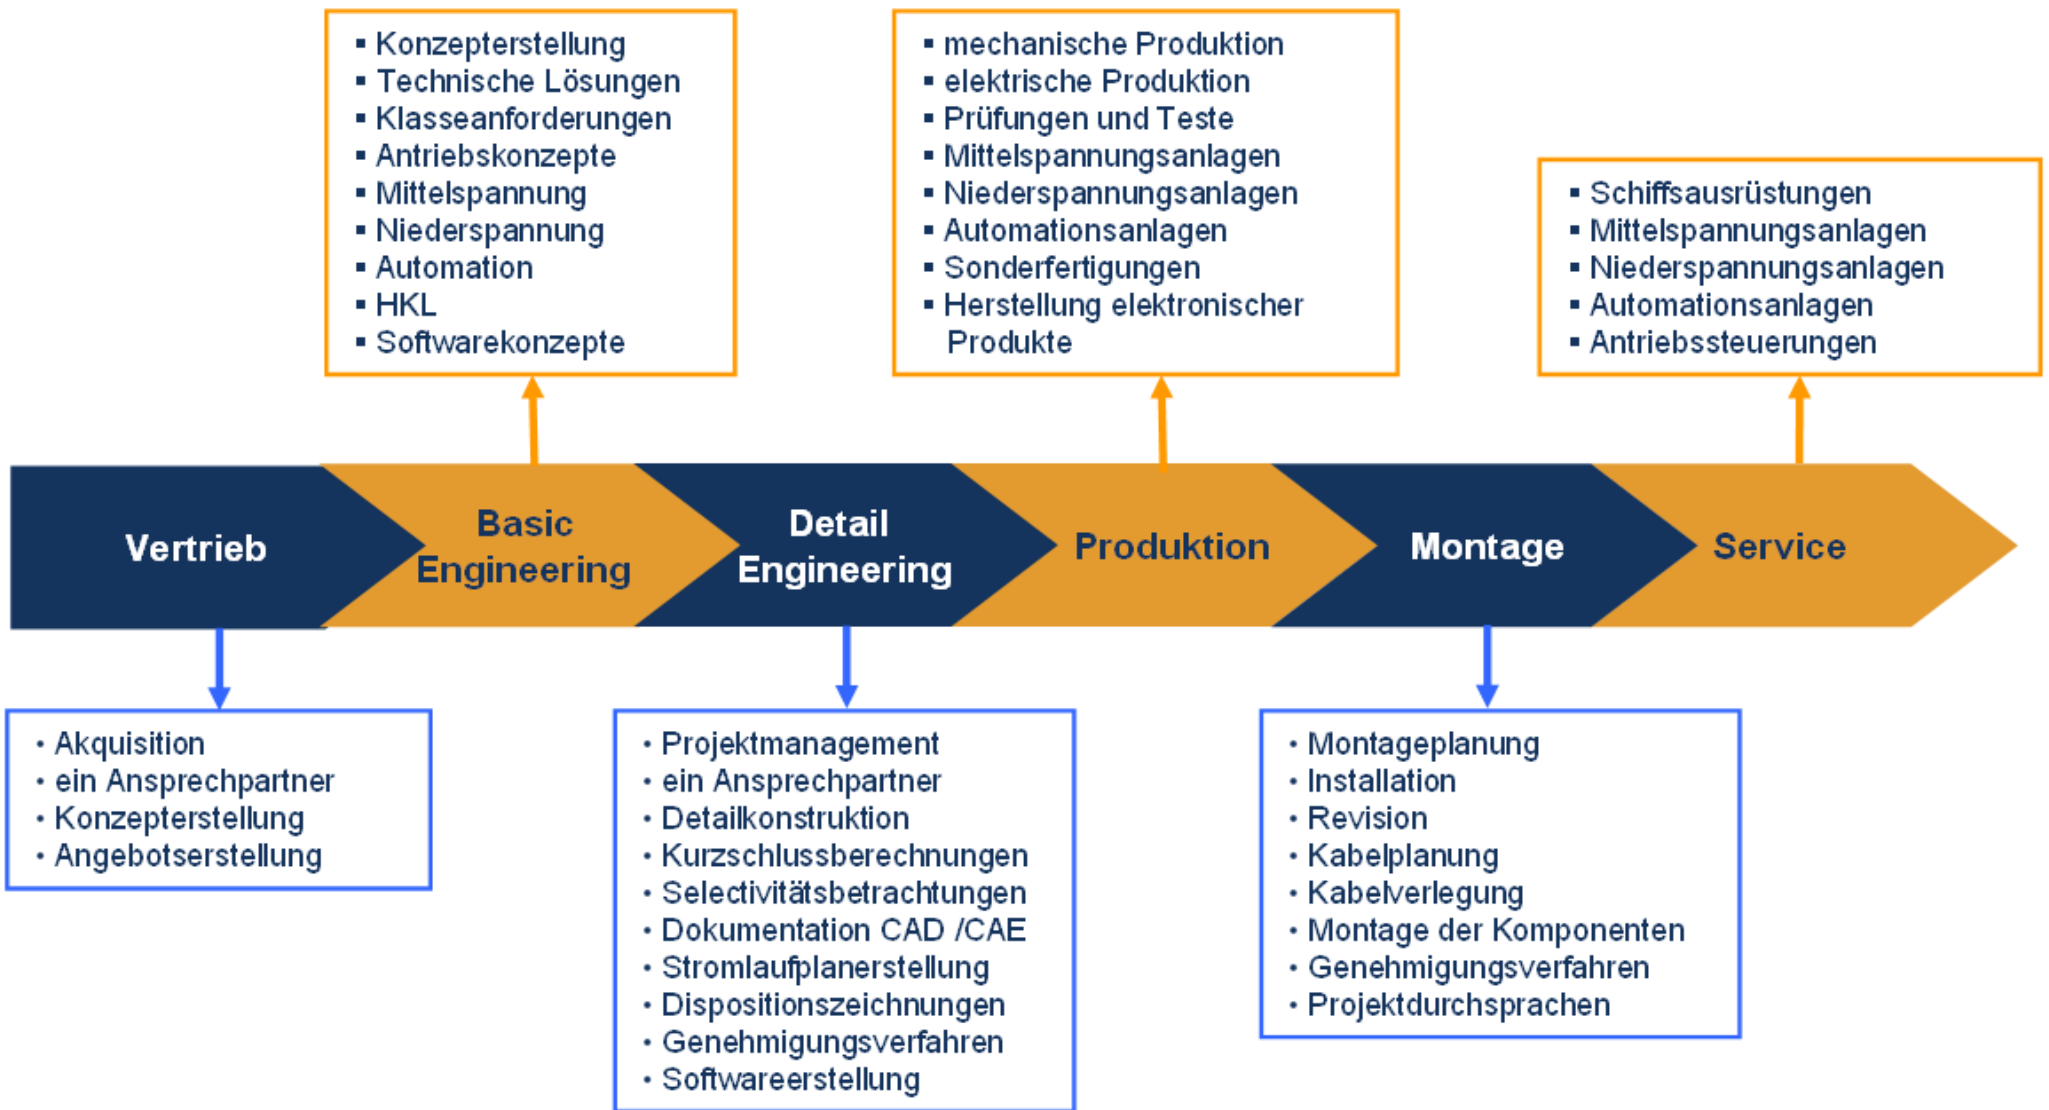 ▪ Konzepterstellung
▪ Technische Lösungen
▪ Klasseanforderungen
▪ Antriebskonzepte
▪ Mittelspannung
▪ Niederspannung
▪ Automation
▪ HKL
▪ Softwarekonzepte
▪ mechanische Produktion
▪ elektrische Produktion
▪ Prüfungen und Teste
▪ Mittelspannungsanlagen
▪ Niederspannungsanlagen
▪ Automationsanlagen
▪ Sonderfertigungen
▪ Herstellung elektronischer
Produkte
▪ Schiffsausrüstungen
▪ Mittelspannungsanlagen
▪ Niederspannungsanlagen
▪ Automationsanlagen
▪ Antriebssteuerungen
Vertrieb
Basic
Engineering
Detail
Engineering
Produktion
Montage
Service
• Akquisition
• ein Ansprechpartner
• Konzepterstellung
• Angebotserstellung
• Projektmanagement
• ein Ansprechpartner
• Detailkonstruktion
• Kurzschlussberechnungen
• Selectivitätsbetrachtungen
• Dokumentation CAD /CAE
• Stromlaufplanerstellung
• Dispositionszeichnungen
• Genehmigungsverfahren
• Softwareerstellung
• Montageplanung
• Installation
• Revision
• Kabelplanung
• Kabelverlegung
• Montage der Komponenten
• Genehmigungsverfahren
• Projektdurchsprachen